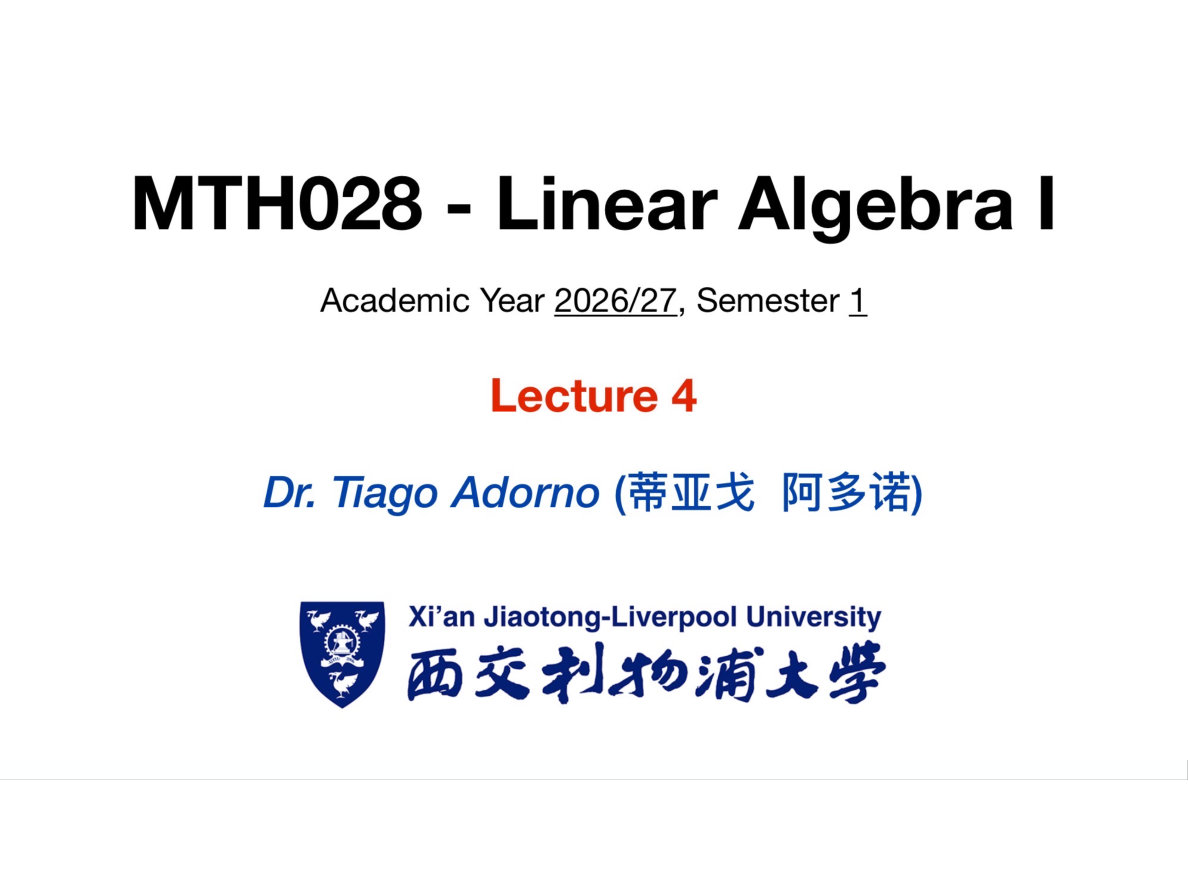 MTH028 - Linear Algebra I
Academic Year 2026/27, Semester 1
Lecture 4
Dr. Tiago Adorno (蒂亚戈 阿多诺)
Xi'an Jiaotong-Liverpool University
西交利物浦大學